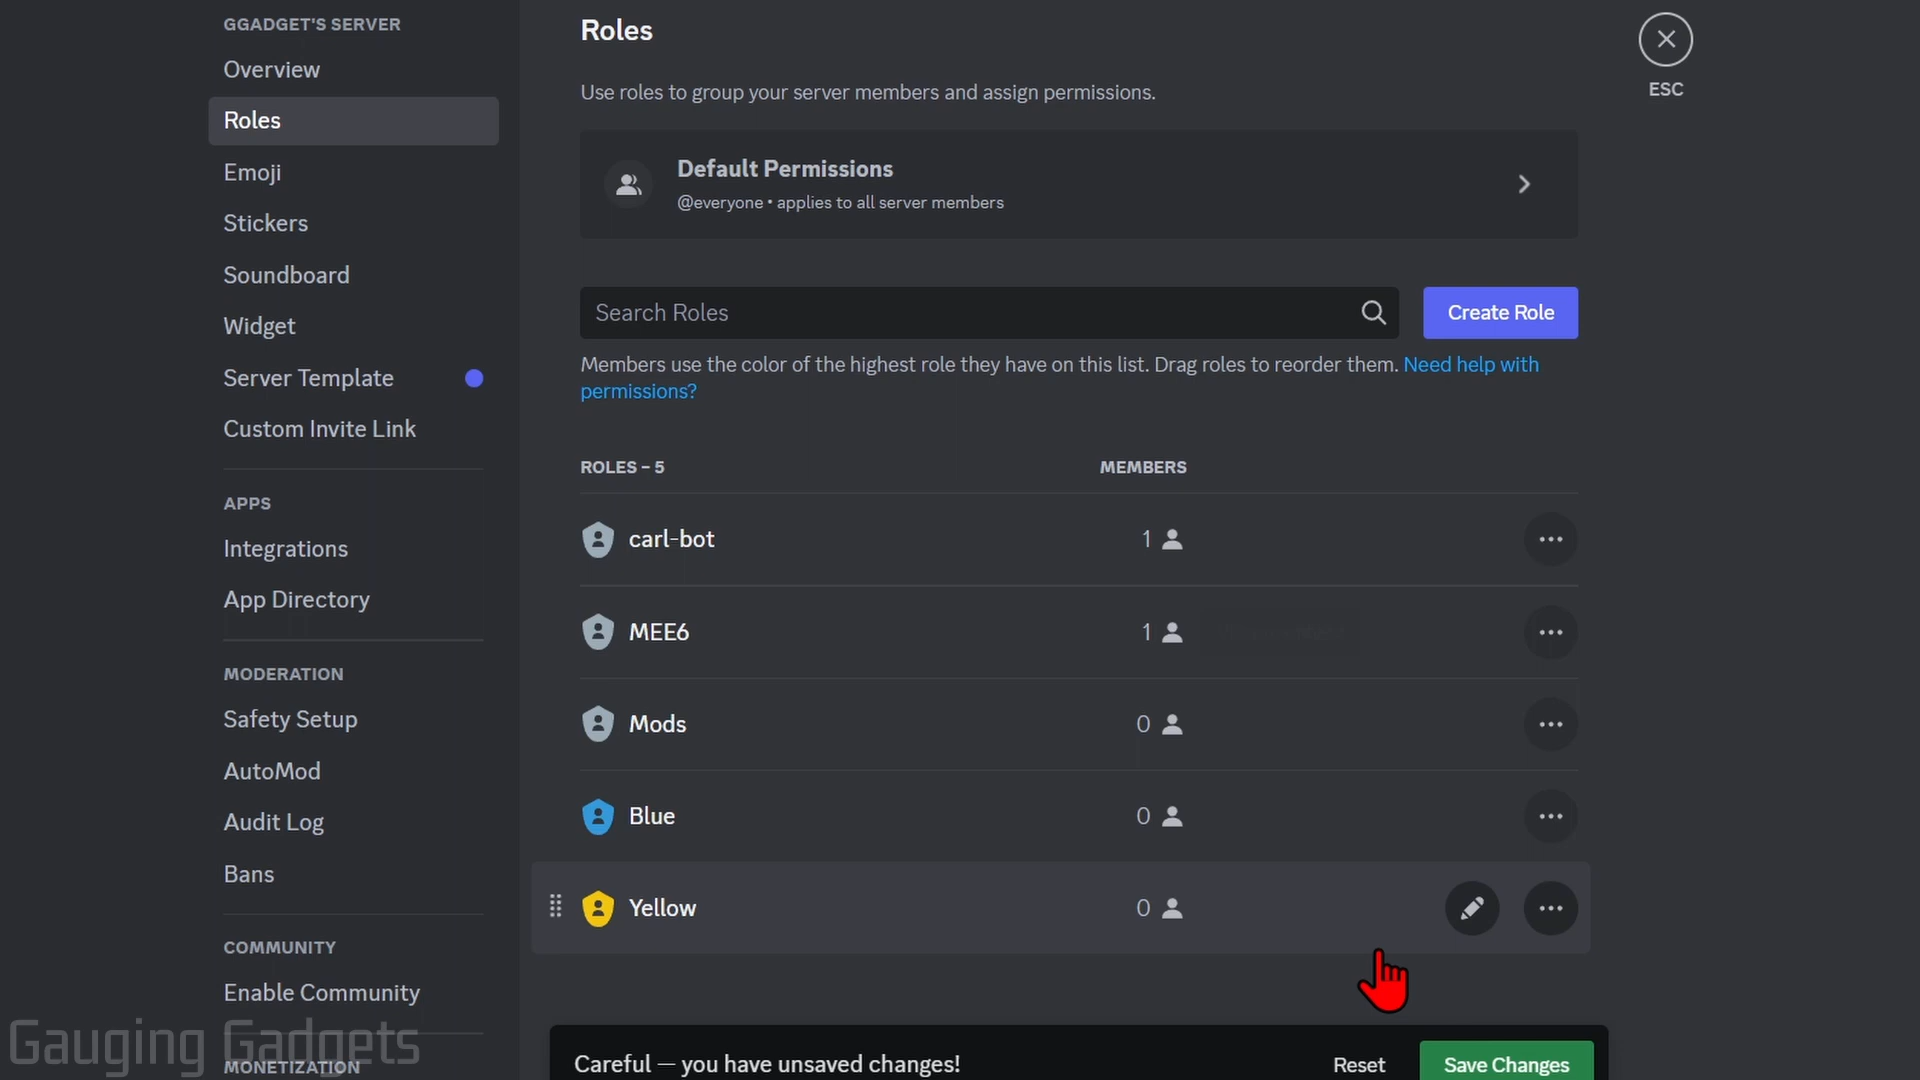 GGADGET'S SERVER
Overview
Roles
Emoji
Stickers
Soundboard
Widget
Server Template
Custom Invite Link
APPS
Integrations
App Directory
MODERATION
Safety Setup
AutoMod
Audit Log
Bans
COMMUNITY
Enable Community
MONETIZATION
Gauging Gadgets
Roles
Use roles to group your server members and assign permissions.
Default Permissions
@everyone • applies to all server members
Search Roles
Create Role
Members use the color of the highest role they have on this list. Drag roles to reorder them. Need help with
permissions?
ROLES – 5 MEMBERS
carl-bot 1
MEE6 1
Mods 0
Blue 0
Yellow 0
Careful — you have unsaved changes! Reset Save Changes
ESC